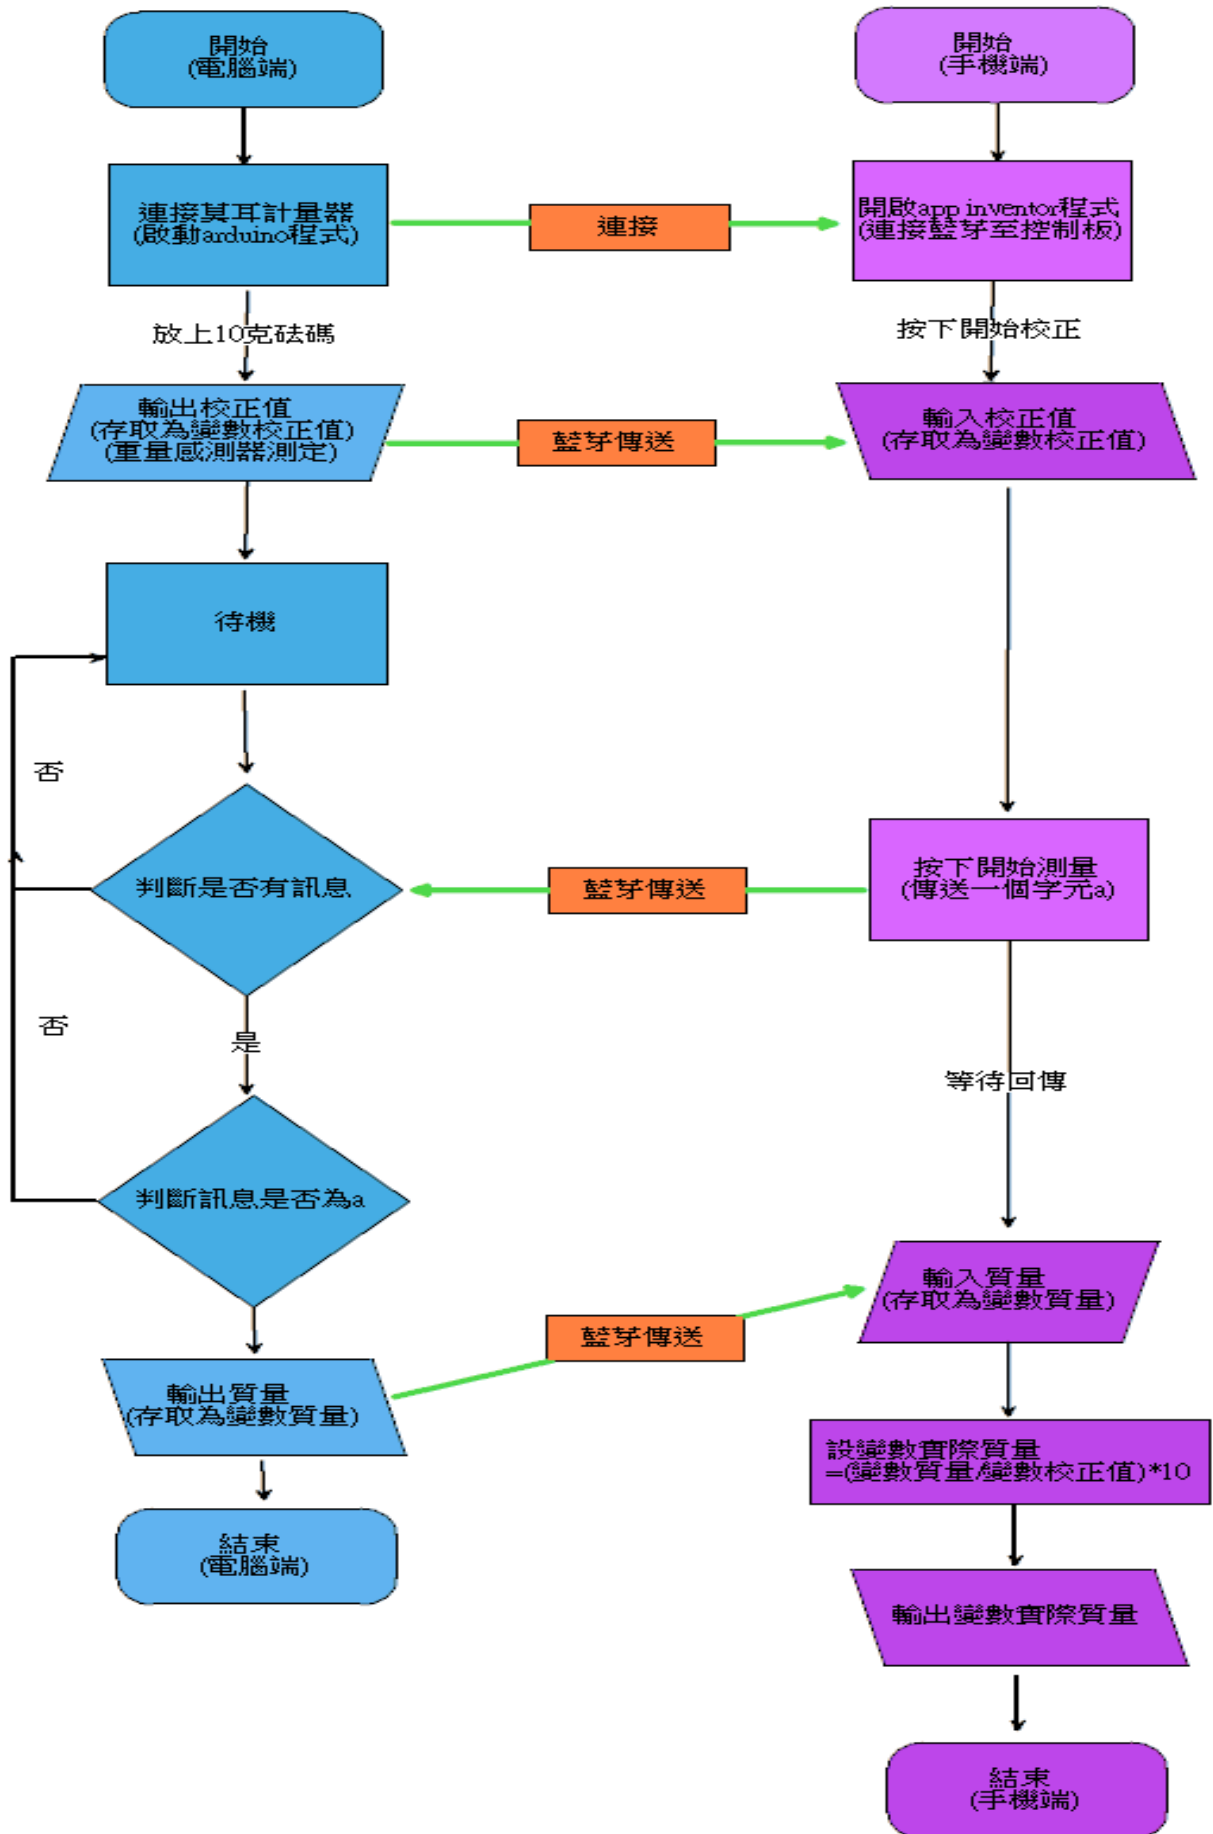 開始
(電腦端)
開始
(手機端)
連接莫耳計量器
(啟動arduino程式)
連接
開啟app inventor程式
(連接藍芽至控制板)
放上10克砝碼
按下開始校正
輸出校正值
(存取為變數校正值)
(重量感測器測定)
藍芽傳送
輸入校正值
(存取為變數校正值)
待機
否
判斷是否有訊息
藍芽傳送
按下開始測量
(傳送一個字元a)
否
是
等待回傳
判斷訊息是否為a
輸入質量
(存取為變數質量)
藍芽傳送
輸出質量
(存取為變數質量)
設變數實際質量
=(變數質量/變數校正值)*10
結束
(電腦端)
輸出變數實際質量
結束
(手機端)